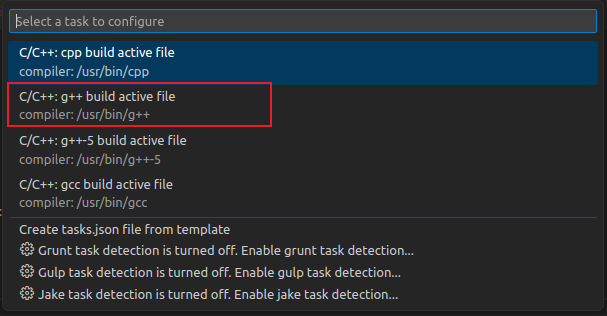 Select a task to configure
C/C++: cpp build active file
compiler: /usr/bin/cpp
C/C++: g++ build active file
compiler: /usr/bin/g++
C/C++: g++-5 build active file
compiler: /usr/bin/g++-5
C/C++: gcc build active file
compiler: /usr/bin/gcc
Create tasks.json file from template
Grunt task detection is turned off. Enable grunt task detection...
Gulp task detection is turned off. Enable gulp task detection...
Jake task detection is turned off. Enable jake task detection...